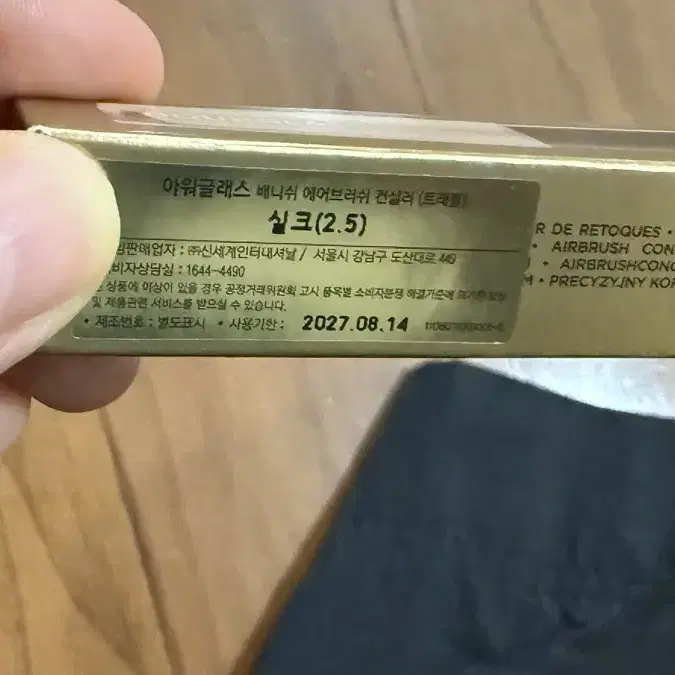 아워글래스 배니쉬 에어브러쉬 컨실러 (트래블)
실크(2.5)
임판매업자 : ㈜신세계인터내셔날 / 서울시 강남구 도산대로 449
비자상담실 : 1644-4490
상품에 이상이 있을 경우 공정거래위원회 고시 품목별 소비자분쟁 해결기준에 의거한 보상
및 제품관련 서비스를 받으실 수 있습니다.
• 제조번호 : 별도표시 • 사용기한 : 2027.08.14
R DE RETOQUES •
• AIRBRUSH CON
• AIRBRUSHCONC
M • PRECYZYJNY KOR